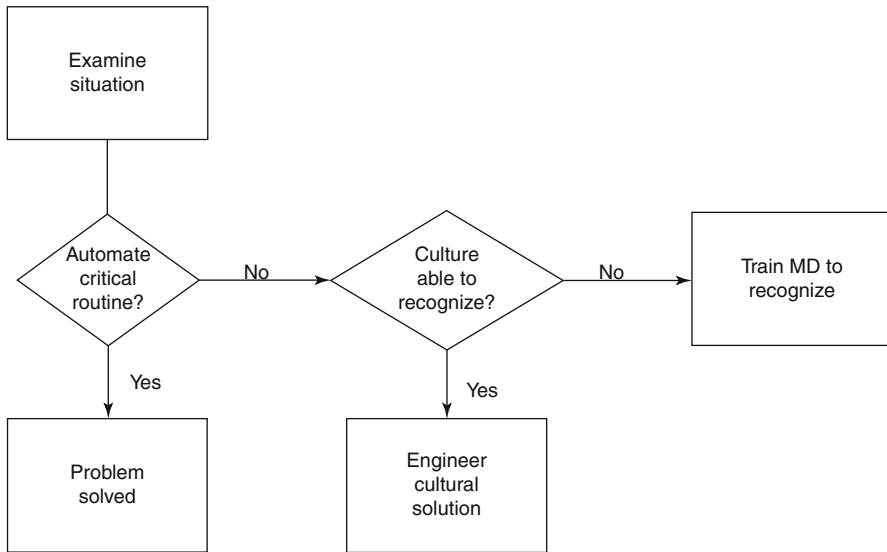 Examine
situation
Automate
critical
routine?
No
Culture
able to
recognize?
No
Train MD to
recognize
Yes
Yes
Problem
solved
Engineer
cultural
solution